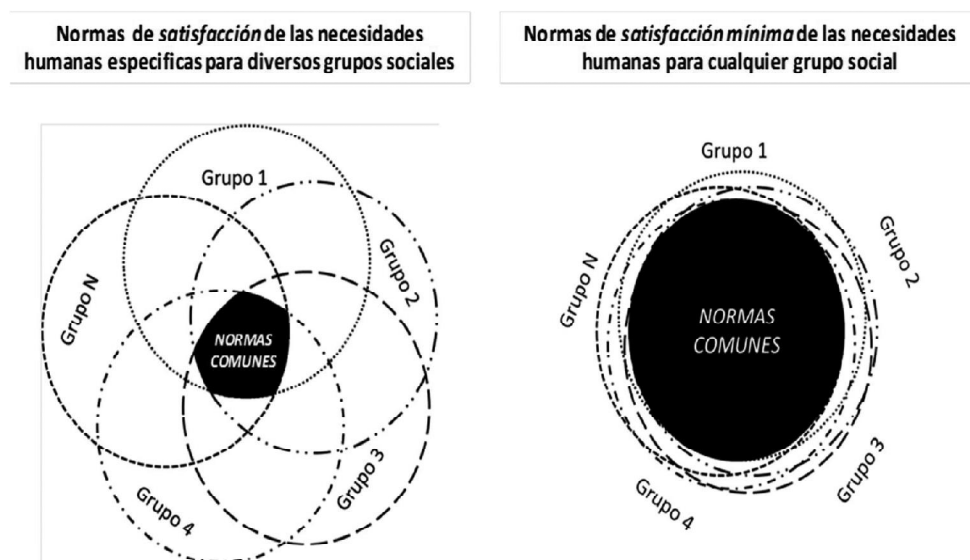 Normas de satisfacción de las necesidades
humanas especificas para diversos grupos sociales
Normas de satisfacción mínima de las necesidades
humanas para cualquier grupo social
Grupo 1
Grupo 2
Grupo N
NORMAS
COMUNES
Grupo 3
Grupo 4
Grupo 1
Grupo 2
Grupo N
NORMAS
COMUNES
Grupo 3
Grupo 4